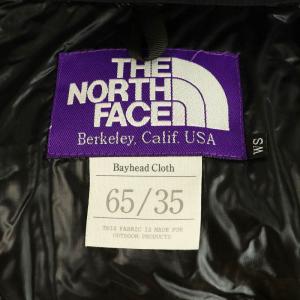 THE
NORTH
FACE
Berkeley, Calif. USA
WS
Bayhead Cloth
65/35
THIS FABRIC IS MADE FOR
OUTDOOR PRODUCTS